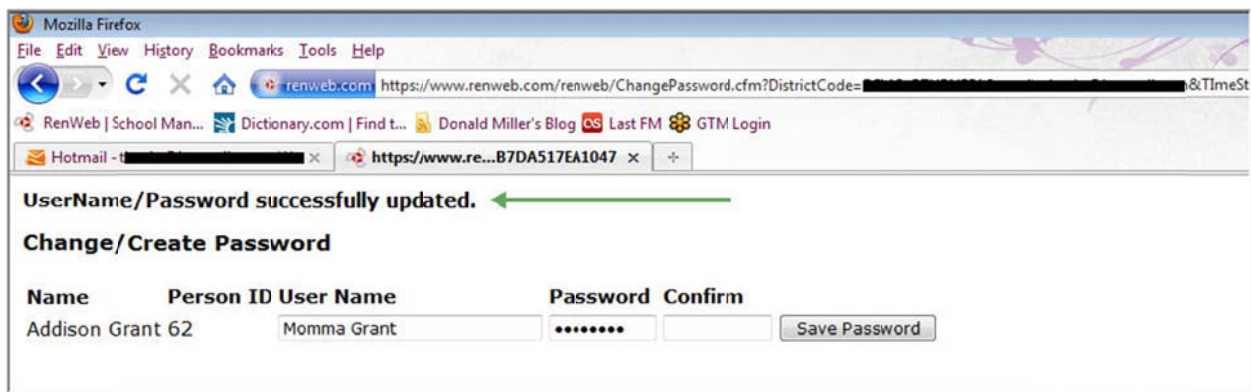 Mozilla Firefox
File Edit View History Bookmarks Tools Help
renweb.com https://www.renweb.com/renweb/ChangePassword.cfm?DistrictCode= &TImeSt
RenWeb | School Man... Dictionary.com | Find t... Donald Miller's Blog OS Last FM GTM Login
Hotmail - t × https://www.re...B7DA517EA1047 ×
UserName/Password successfully updated.
Change/Create Password
Name Person ID User Name Password Confirm
Addison Grant 62 Momma Grant •••••••• Save Password